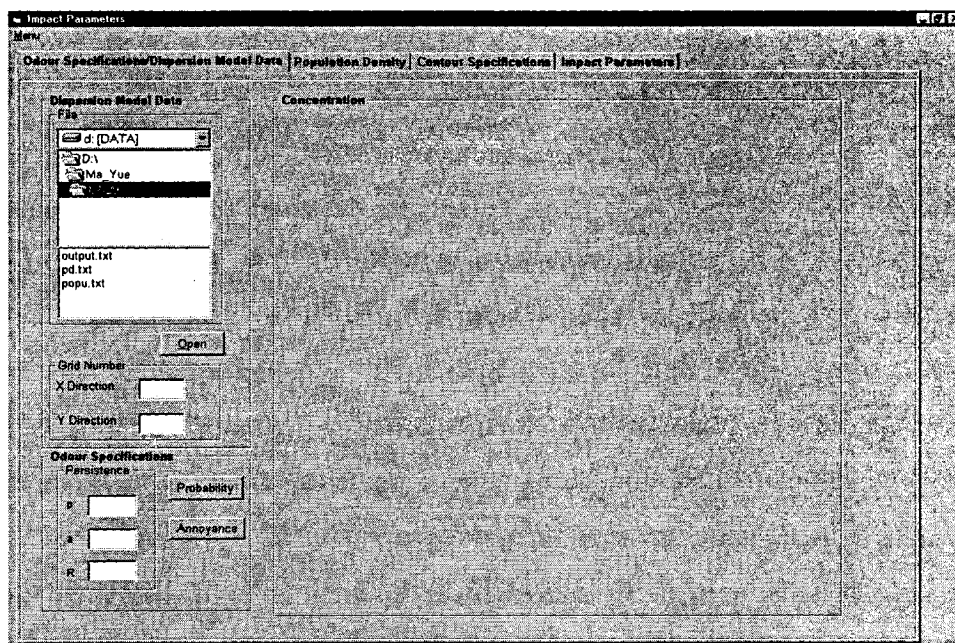 Impact Parameters
Menu
Odour Specifications/Dispersion Model Data Population Density Contour Specifications Impact Parameters
Dispersion Model Data
File
d: [DATA]
D:\
Ma_Yue
output.txt
pd.txt
popu.txt
Open
Grid Number
X Direction
Y Direction
Odour Specifications
Persistence
p
a
R
Probability
Annoyance
Concentration